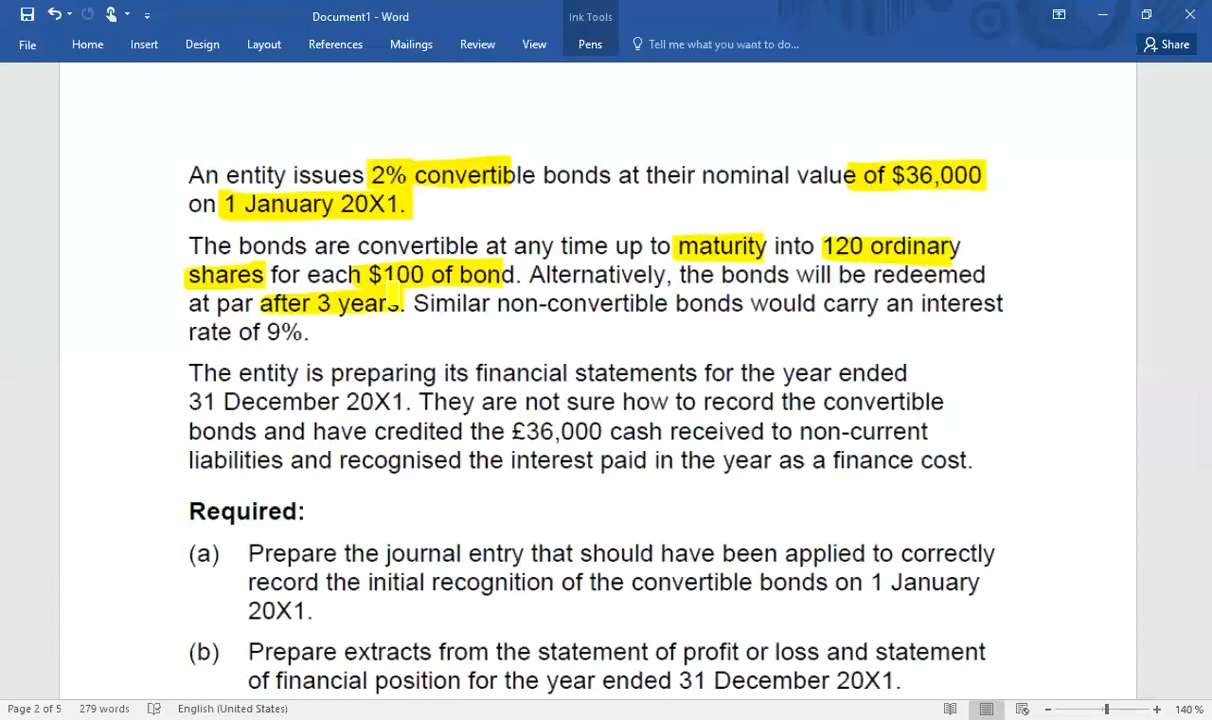 Document1 - Word
Ink Tools
File
Home
Insert
Design
Layout
References
Mailings
Review
View
Pens
Tell me what you want to do...
Share
An entity issues 2% convertible bonds at their nominal value of $36,000
on 1 January 20X1.
The bonds are convertible at any time up to maturity into 120 ordinary
shares for each $100 of bond. Alternatively, the bonds will be redeemed
at par after 3 years. Similar non-convertible bonds would carry an interest
rate of 9%.
The entity is preparing its financial statements for the year ended
31 December 20X1. They are not sure how to record the convertible
bonds and have credited the £36,000 cash received to non-current
liabilities and recognised the interest paid in the year as a finance cost.
Required:
(a) Prepare the journal entry that should have been applied to correctly
record the initial recognition of the convertible bonds on 1 January
20X1.
(b) Prepare extracts from the statement of profit or loss and statement
of financial position for the year ended 31 December 20X1.
Page 2 of 5
279 words
English (United States)
140 %